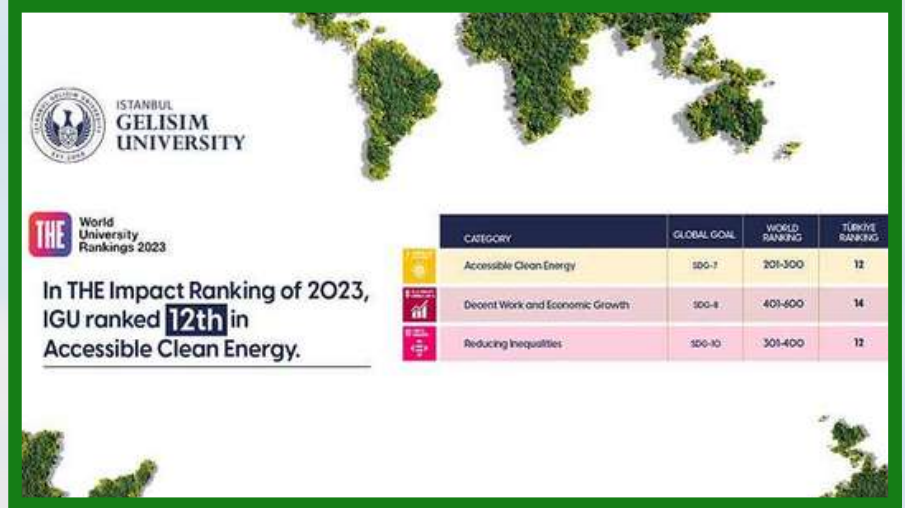 ISTANBUL
GELISIM
UNIVERSITY
THE
World
University
Rankings 2023
In THE Impact Ranking of 2023,
IGU ranked 12th in
Accessible Clean Energy.
CATEGORY GLOBAL GOAL WORLD RANKING TÜRKİYE RANKING
Accessible Clean Energy SDG-7 201-300 12
Decent Work and Economic Growth SDG-8 401-600 14
Reducing Inequalities SDG-10 301-400 12